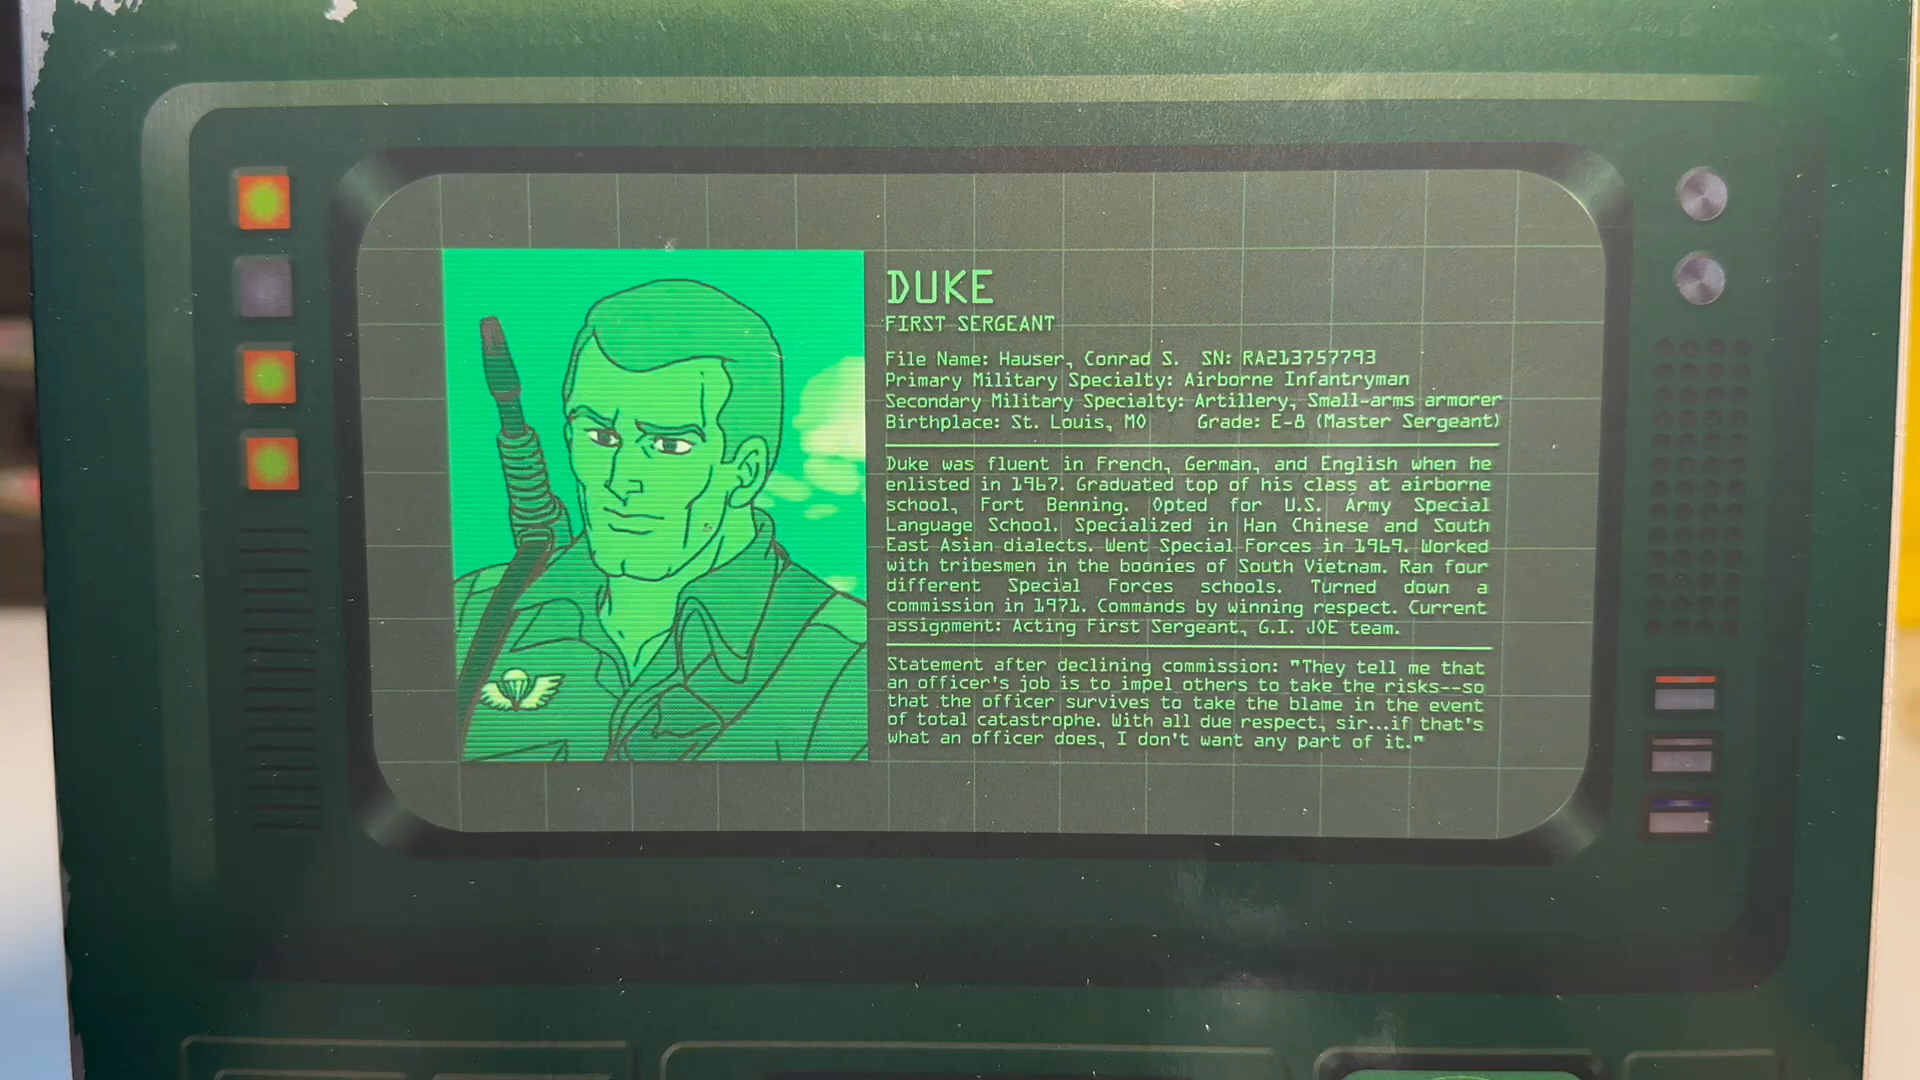 DUKE
FIRST SERGEANT
File Name: Hauser, Conrad S. SN: RA213757793
Primary Military Specialty: Airborne Infantryman
Secondary Military Specialty: Artillery, Small-arms armorer
Birthplace: St. Louis, MO Grade: E-8 (Master Sergeant)
Duke was fluent in French, German, and English when he
enlisted in 1967. Graduated top of his class at airborne
school, Fort Benning. Opted for U.S. Army Special
Language School. Specialized in Han Chinese and South
East Asian dialects. Went Special Forces in 1969. Worked
with tribesmen in the boonies of South Vietnam. Ran four
different Special Forces schools. Turned down a
commission in 1971. Commands by winning respect. Current
assignment: Acting First Sergeant, G.I. JOE team.
Statement after declining commission: "They tell me that
an officer's job is to impel others to take the risks--so
that the officer survives to take the blame in the event
of total catastrophe. With all due respect, sir...if that's
what an officer does, I don't want any part of it."